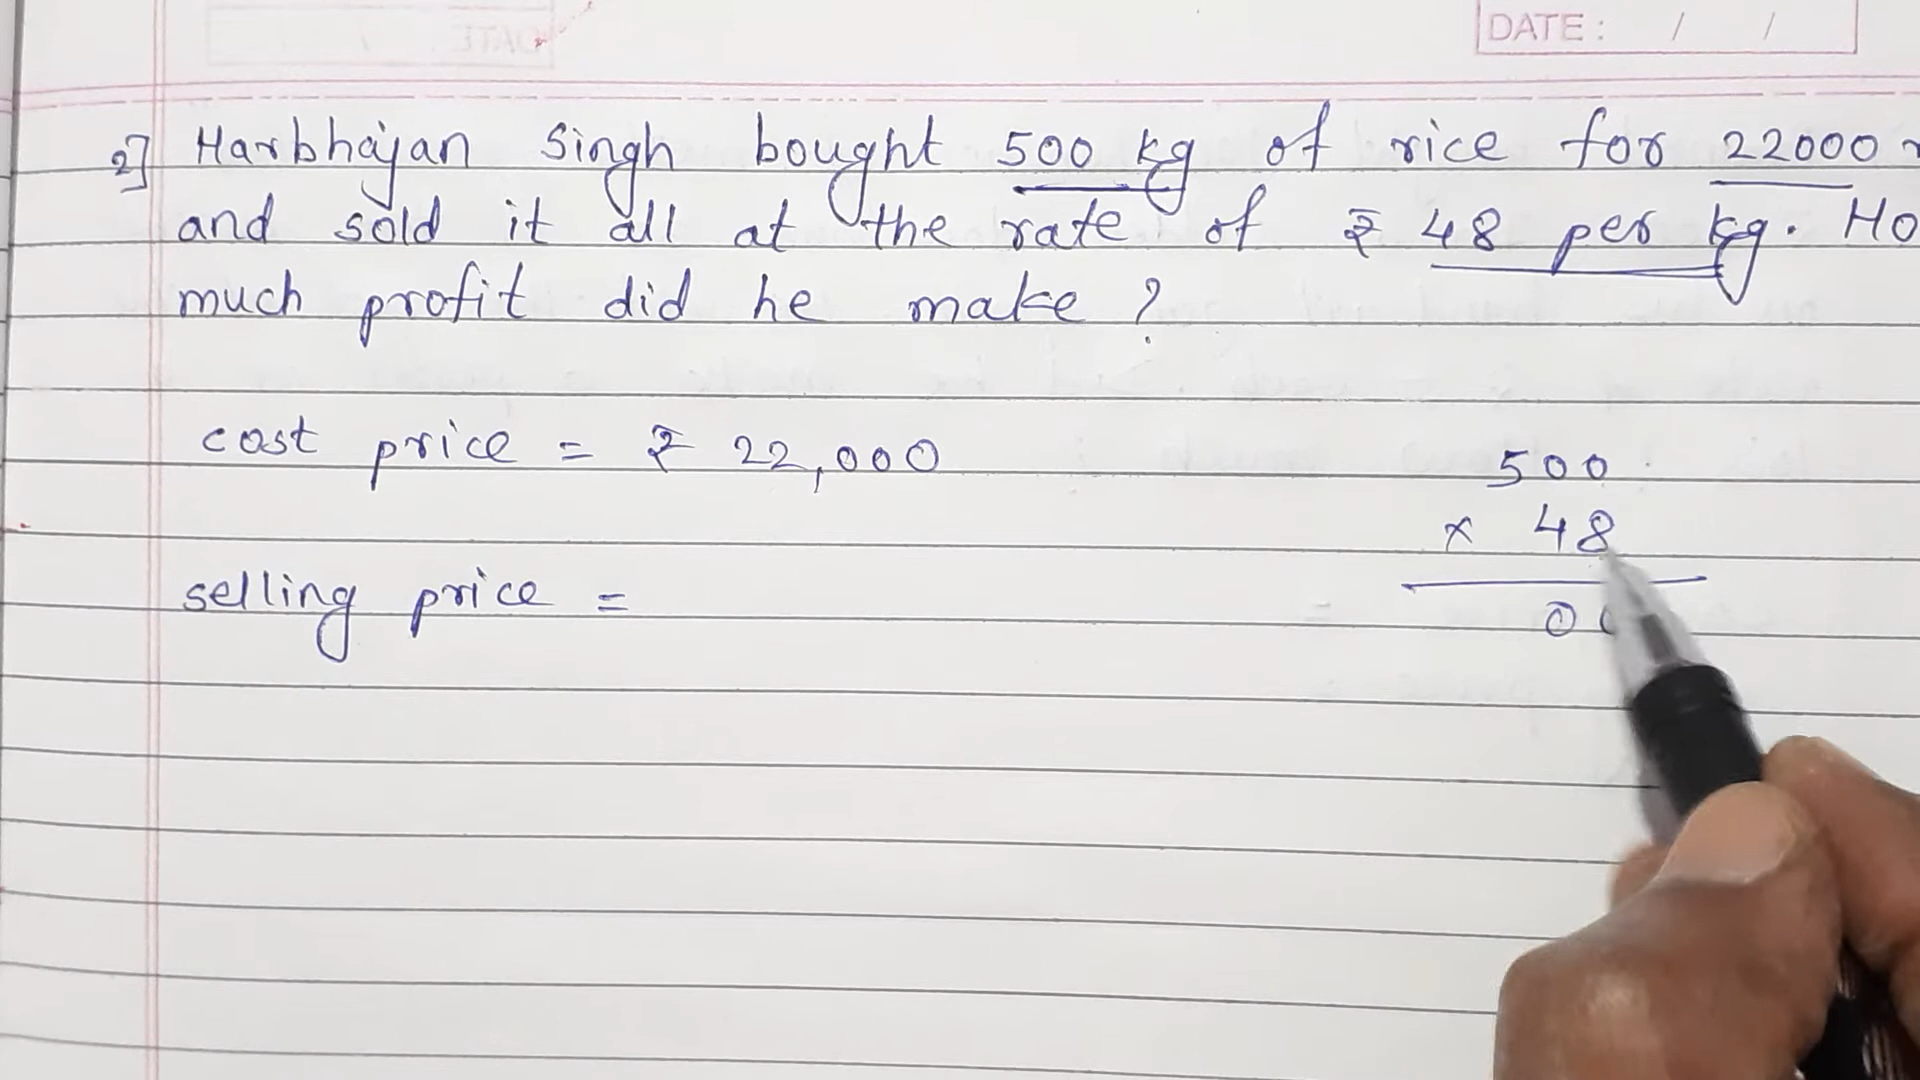 DATE: / /
2] Harbhajan Singh bought 500 kg of rice for 22000
and sold it all at the rate of ₹ 48 per kg. Ho
much profit did he make ?
cost price = ₹ 22,000
500
x 48
selling price =
0